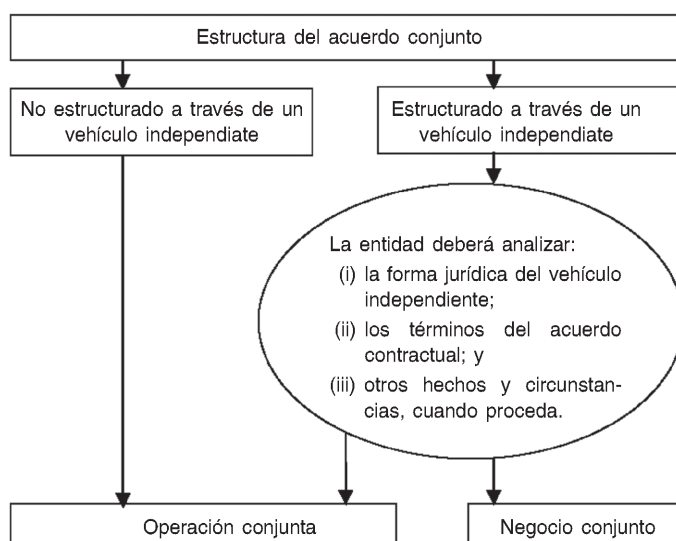 Estructura del acuerdo conjunto
No estructurado a través de un
vehículo independiate
Estructurado a través de un
vehículo independiate
La entidad deberá analizar:
(i) la forma jurídica del vehículo
independiente;
(ii) los términos del acuerdo
contractual; y
(iii) otros hechos y circunstan-
cias, cuando proceda.
Operación conjunta
Negocio conjunto